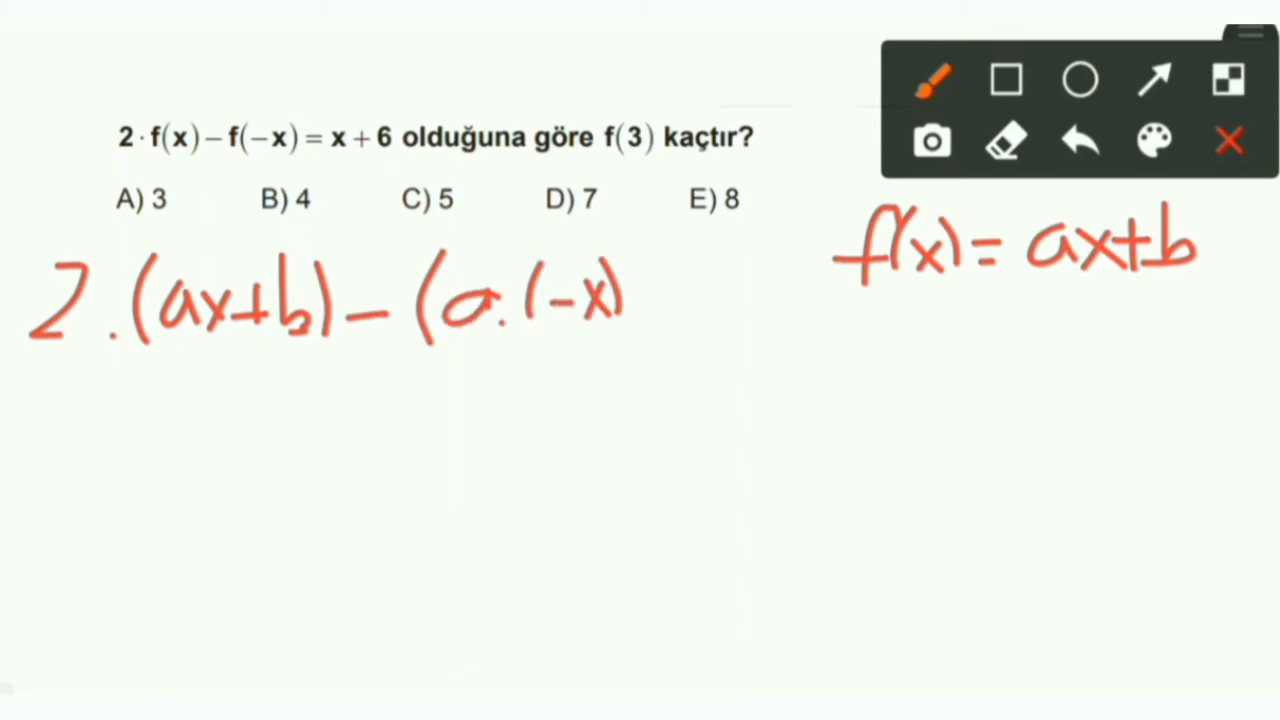 2 · f(x) − f(−x) = x + 6 olduğuna göre f(3) kaçtır?
A) 3 B) 4 C) 5 D) 7 E) 8
f(x) = ax+b
2 . (ax+b) − (a. (−x)